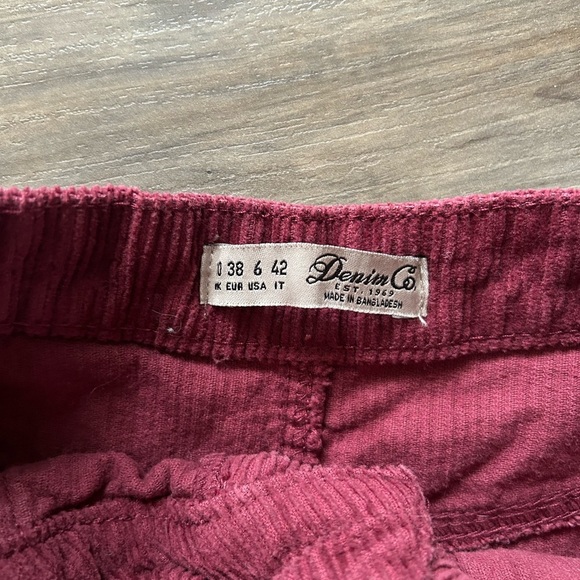 0 38 6 42
K EUR USA IT
Denim Co
EST. 1969
MADE IN BANGLADESH